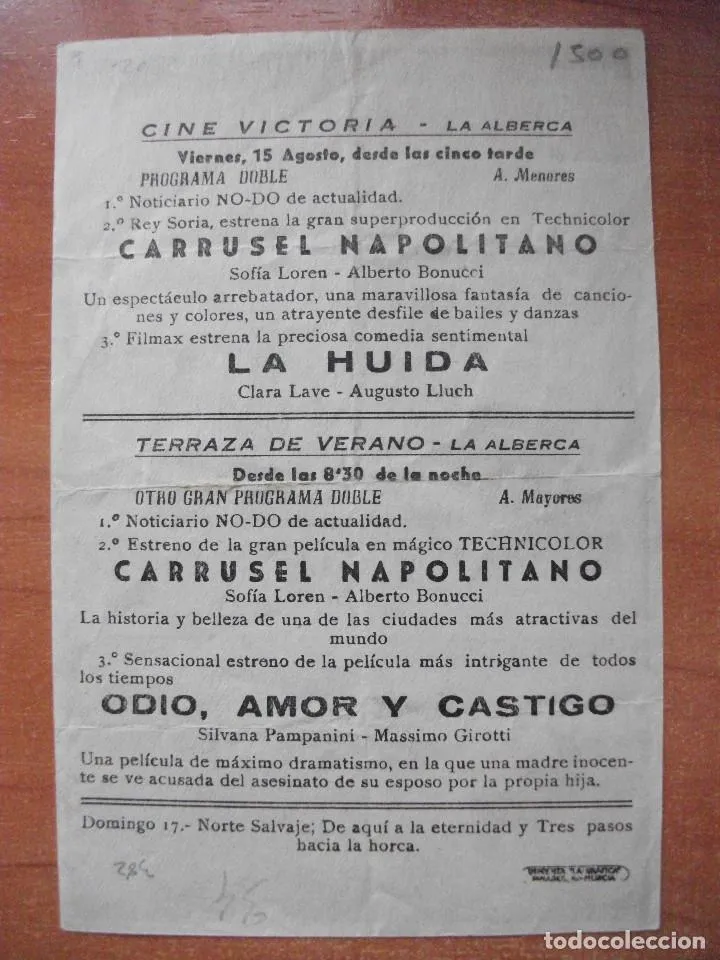 1500
CINE VICTORIA - LA ALBERCA
Viernes, 15 Agosto, desde las cinco tarde
PROGRAMA DOBLE A. Menores
1.º Noticiario NO-DO de actualidad.
2.º Rey Soria, estrena la gran superproducción en Technicolor
CARRUSEL NAPOLITANO
Sofía Loren - Alberto Bonucci
Un espectáculo arrebatador, una maravillosa fantasía de cancio-
nes y colores, un atrayente desfile de bailes y danzas
3.º Filmax estrena la preciosa comedia sentimental
LA HUIDA
Clara Lave - Augusto Lluch
TERRAZA DE VERANO - LA ALBERCA
Desde las 8'30 de la noche
OTRO GRAN PROGRAMA DOBLE A. Mayores
1.º Noticiario NO-DO de actualidad.
2.º Estreno de la gran película en mágico TECHNICOLOR
CARRUSEL NAPOLITANO
Sofía Loren - Alberto Bonucci
La historia y belleza de una de las ciudades más atractivas del
mundo
3.º Sensacional estreno de la película más intrigante de todos
los tiempos
ODIO, AMOR Y CASTIGO
Silvana Pampanini - Massimo Girotti
Una película de máximo dramatismo, en la que una madre inocen-
te se ve acusada del asesinato de su esposo por la propia hija.
Domingo 17.- Norte Salvaje; De aquí a la eternidad y Tres pasos
hacia la horca.
todocoleccion